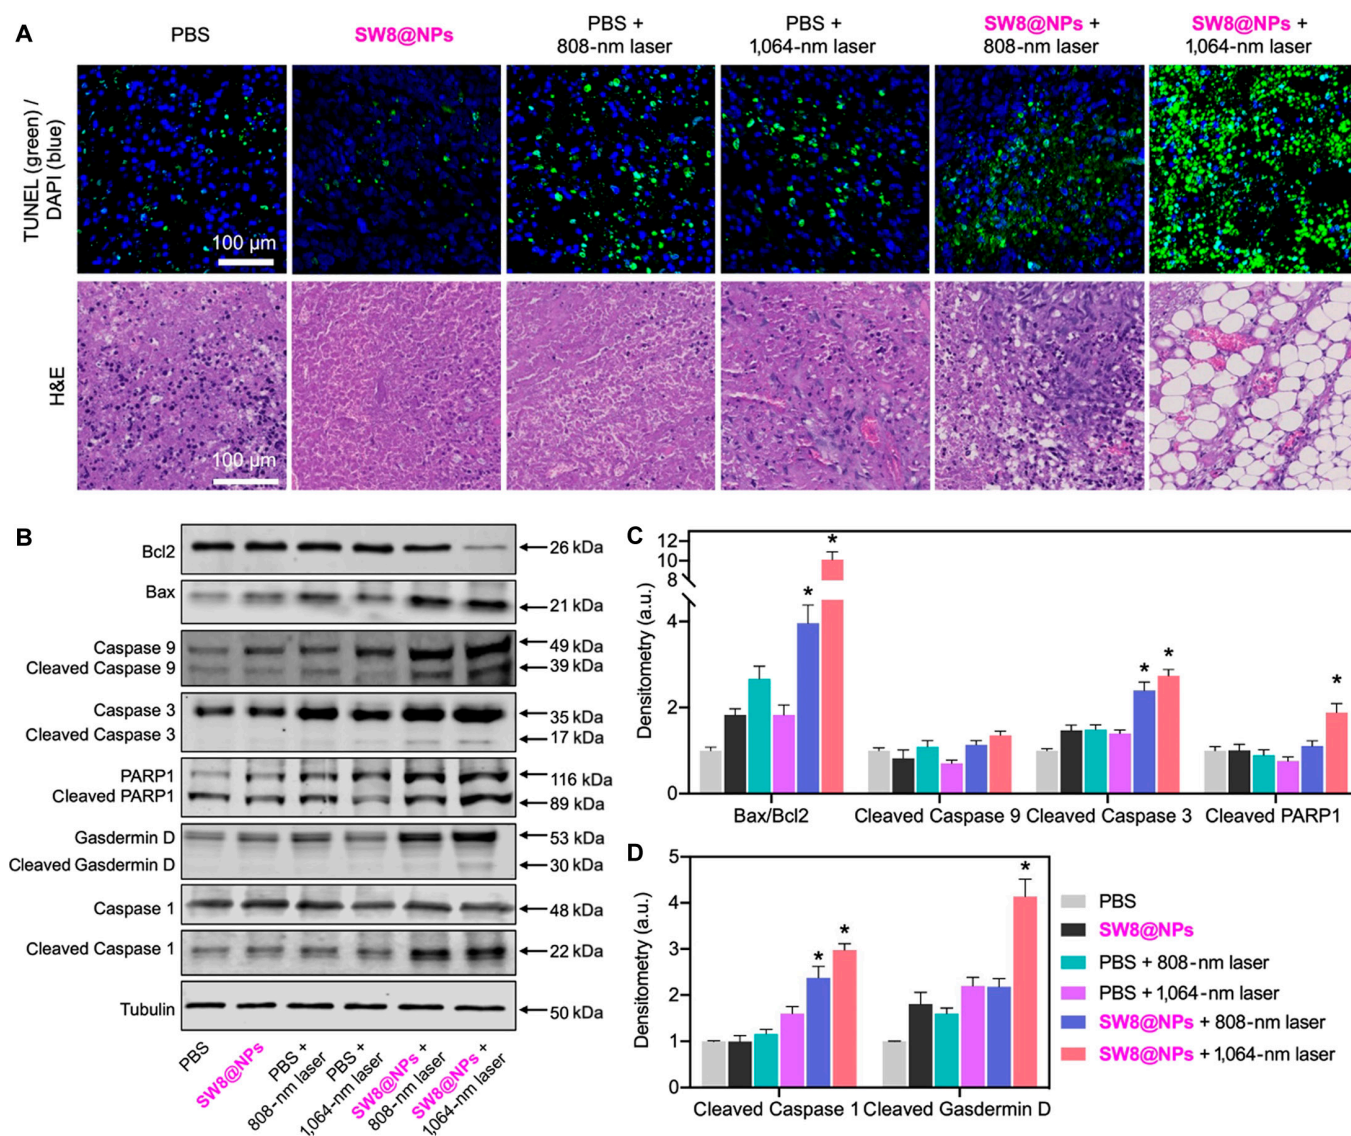 A
PBS
SW8@NPs
PBS +
808-nm laser
PBS +
1,064-nm laser
SW8@NPs +
808-nm laser
SW8@NPs +
1,064-nm laser
TUNEL (green) /
DAPI (blue)
100 μm
H&E
100 μm
B
Bcl2
26 kDa
Bax
21 kDa
Caspase 9
49 kDa
Cleaved Caspase 9
39 kDa
Caspase 3
35 kDa
Cleaved Caspase 3
17 kDa
PARP1
116 kDa
Cleaved PARP1
89 kDa
Gasdermin D
53 kDa
Cleaved Gasdermin D
30 kDa
Caspase 1
48 kDa
Cleaved Caspase 1
22 kDa
Tubulin
50 kDa
PBS
SW8@NPs
PBS +
808-nm laser
PBS +
1,064-nm laser
SW8@NPs +
808-nm laser
SW8@NPs +
1,064-nm laser
C
Densitometry (a.u.)
12
10
8
4
2
0
*
*
*
*
*
Bax/Bcl2
Cleaved Caspase 9
Cleaved Caspase 3
Cleaved PARP1
D
Densitometry (a.u.)
5
4
3
2
1
0
*
*
*
Cleaved Caspase 1
Cleaved Gasdermin D
PBS
SW8@NPs
PBS + 808-nm laser
PBS + 1,064-nm laser
SW8@NPs + 808-nm laser
SW8@NPs + 1,064-nm laser